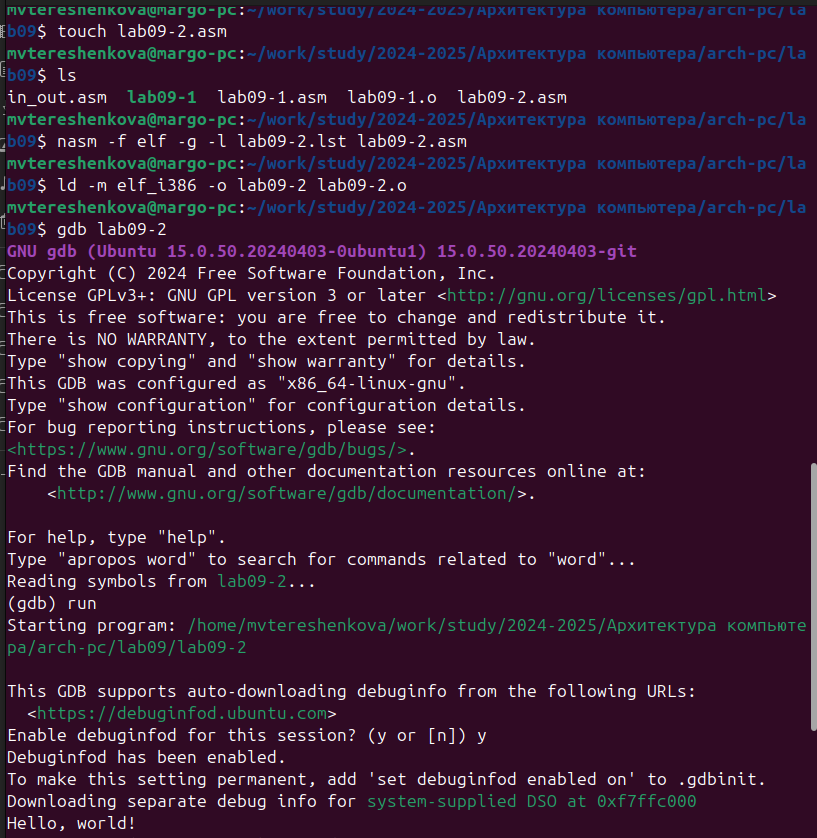 mvtereshenkova@margo-pc:~/work/study/2024-2025/Архитектура компьютера/arch-pc/la
b09$ touch lab09-2.asm
mvtereshenkova@margo-pc:~/work/study/2024-2025/Архитектура компьютера/arch-pc/la
b09$ ls
in_out.asm  lab09-1  lab09-1.asm  lab09-1.o  lab09-2.asm
mvtereshenkova@margo-pc:~/work/study/2024-2025/Архитектура компьютера/arch-pc/la
b09$ nasm -f elf -g -l lab09-2.lst lab09-2.asm
mvtereshenkova@margo-pc:~/work/study/2024-2025/Архитектура компьютера/arch-pc/la
b09$ ld -m elf_i386 -o lab09-2 lab09-2.o
mvtereshenkova@margo-pc:~/work/study/2024-2025/Архитектура компьютера/arch-pc/la
b09$ gdb lab09-2
GNU gdb (Ubuntu 15.0.50.20240403-0ubuntu1) 15.0.50.20240403-git
Copyright (C) 2024 Free Software Foundation, Inc.
License GPLv3+: GNU GPL version 3 or later <http://gnu.org/licenses/gpl.html>
This is free software: you are free to change and redistribute it.
There is NO WARRANTY, to the extent permitted by law.
Type "show copying" and "show warranty" for details.
This GDB was configured as "x86_64-linux-gnu".
Type "show configuration" for configuration details.
For bug reporting instructions, please see:
<https://www.gnu.org/software/gdb/bugs/>.
Find the GDB manual and other documentation resources online at:
    <http://www.gnu.org/software/gdb/documentation/>.

For help, type "help".
Type "apropos word" to search for commands related to "word"...
Reading symbols from lab09-2...
(gdb) run
Starting program: /home/mvtereshenkova/work/study/2024-2025/Архитектура компьюте
ра/arch-pc/lab09/lab09-2

This GDB supports auto-downloading debuginfo from the following URLs:
  <https://debuginfod.ubuntu.com>
Enable debuginfod for this session? (y or [n]) y
Debuginfod has been enabled.
To make this setting permanent, add 'set debuginfod enabled on' to .gdbinit.
Downloading separate debug info for system-supplied DSO at 0xf7ffc000
Hello, world!